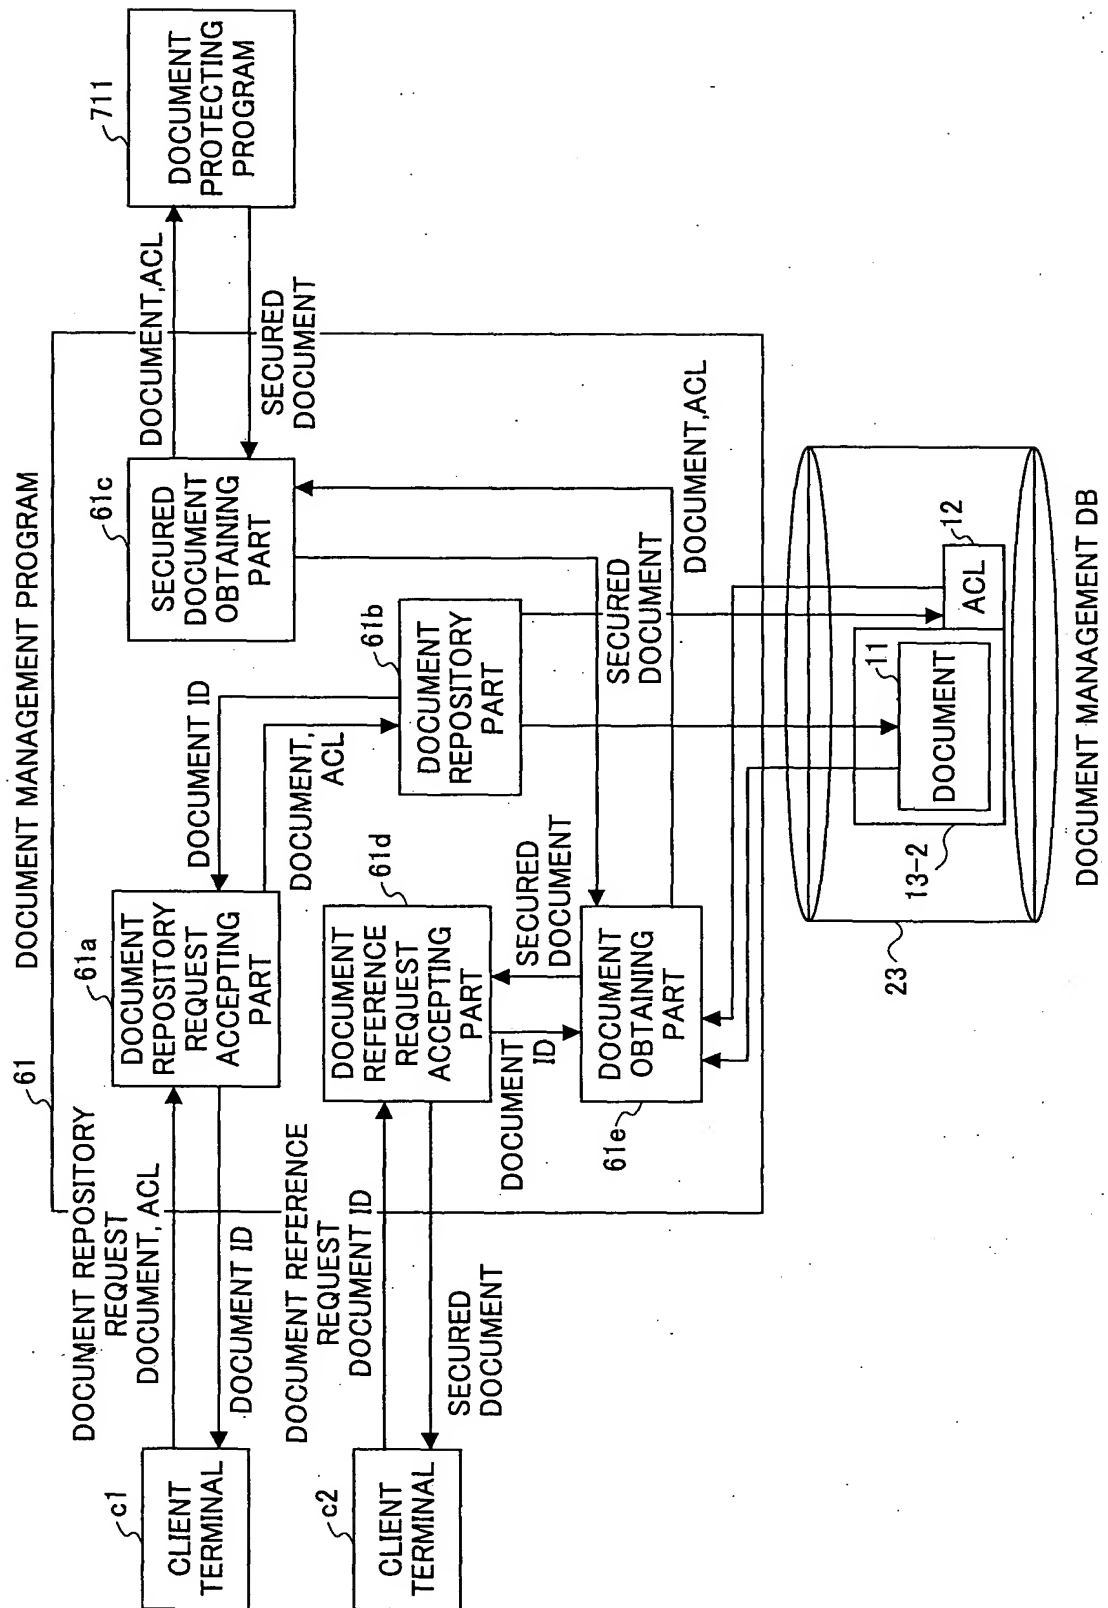 DOCUMENT MANAGEMENT PROGRAM
61
DOCUMENT REPOSITORY
REQUEST
DOCUMENT, ACL
c1
CLIENT
TERMINAL
DOCUMENT ID
61a
DOCUMENT
REPOSITORY
REQUEST
ACCEPTING
PART
DOCUMENT ID
DOCUMENT,
ACL
61b
DOCUMENT
REPOSITORY
PART
61c
SECURED
DOCUMENT
OBTAINING
PART
DOCUMENT,ACL
SECURED
DOCUMENT
711
DOCUMENT
PROTECTING
PROGRAM
DOCUMENT REFERENCE
REQUEST
DOCUMENT ID
c2
CLIENT
TERMINAL
SECURED
DOCUMENT
61d
DOCUMENT
REFERENCE
REQUEST
ACCEPTING
PART
DOCUMENT
ID
SECURED
DOCUMENT
61e
DOCUMENT
OBTAINING
PART
SECURED
DOCUMENT
DOCUMENT,ACL
23
13-2
11
DOCUMENT
12
ACL
DOCUMENT MANAGEMENT DB